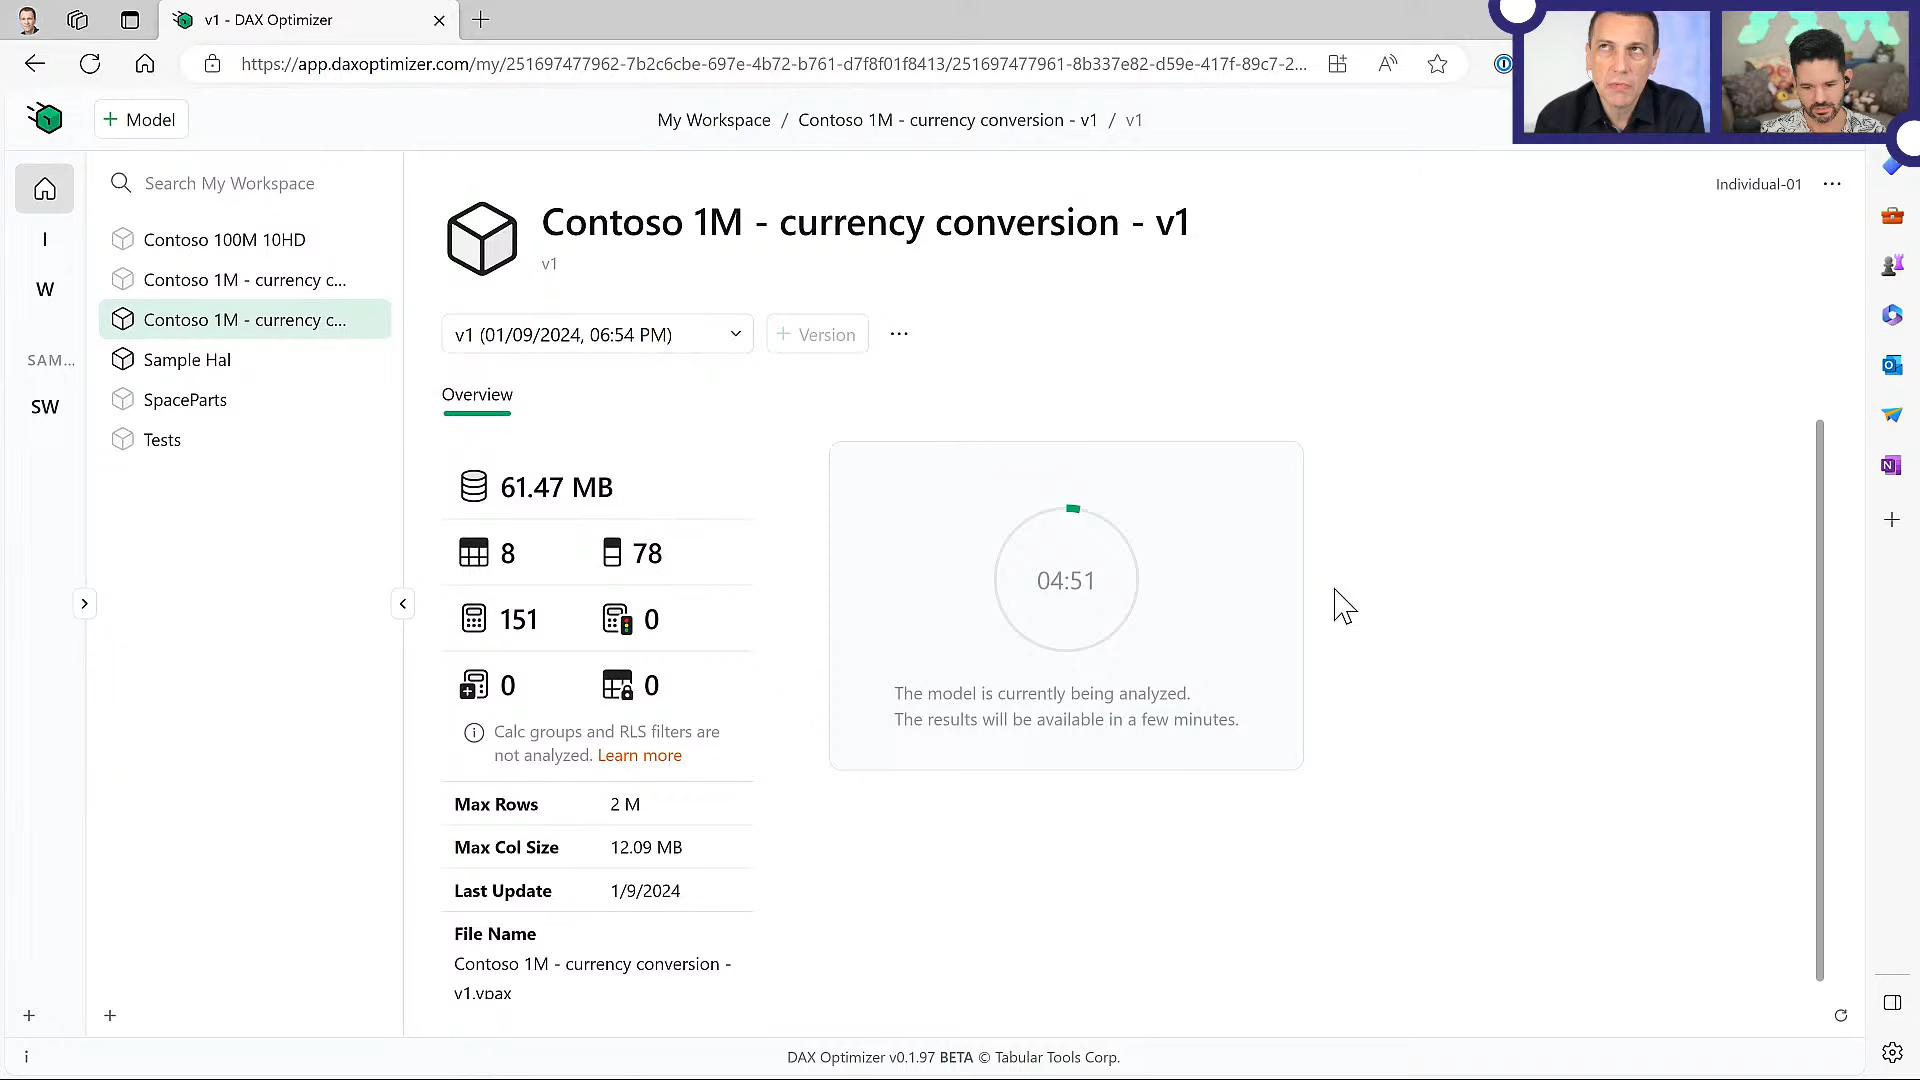 v1 - DAX Optimizer
https://app.daxoptimizer.com/my/251697477962-7b2c6cbe-697e-4b72-b761-d7f8f01f8413/251697477961-8b337e82-d59e-417f-89c7-2...
+ Model
My Workspace / Contoso 1M - currency conversion - v1 / v1
Individual-01 ...
I
W
SAM...
SW
Search My Workspace
Contoso 100M 10HD
Contoso 1M - currency c...
Contoso 1M - currency c...
Sample Hal
SpaceParts
Tests
Contoso 1M - currency conversion - v1
v1
v1 (01/09/2024, 06:54 PM)
+ Version
...
Overview
61.47 MB
8
78
151
0
0
0
Calc groups and RLS filters are
not analyzed. Learn more
Max Rows 2 M
Max Col Size 12.09 MB
Last Update 1/9/2024
File Name
Contoso 1M - currency conversion -
v1.vpax
04:51
The model is currently being analyzed.
The results will be available in a few minutes.
DAX Optimizer v0.1.97 BETA © Tabular Tools Corp.